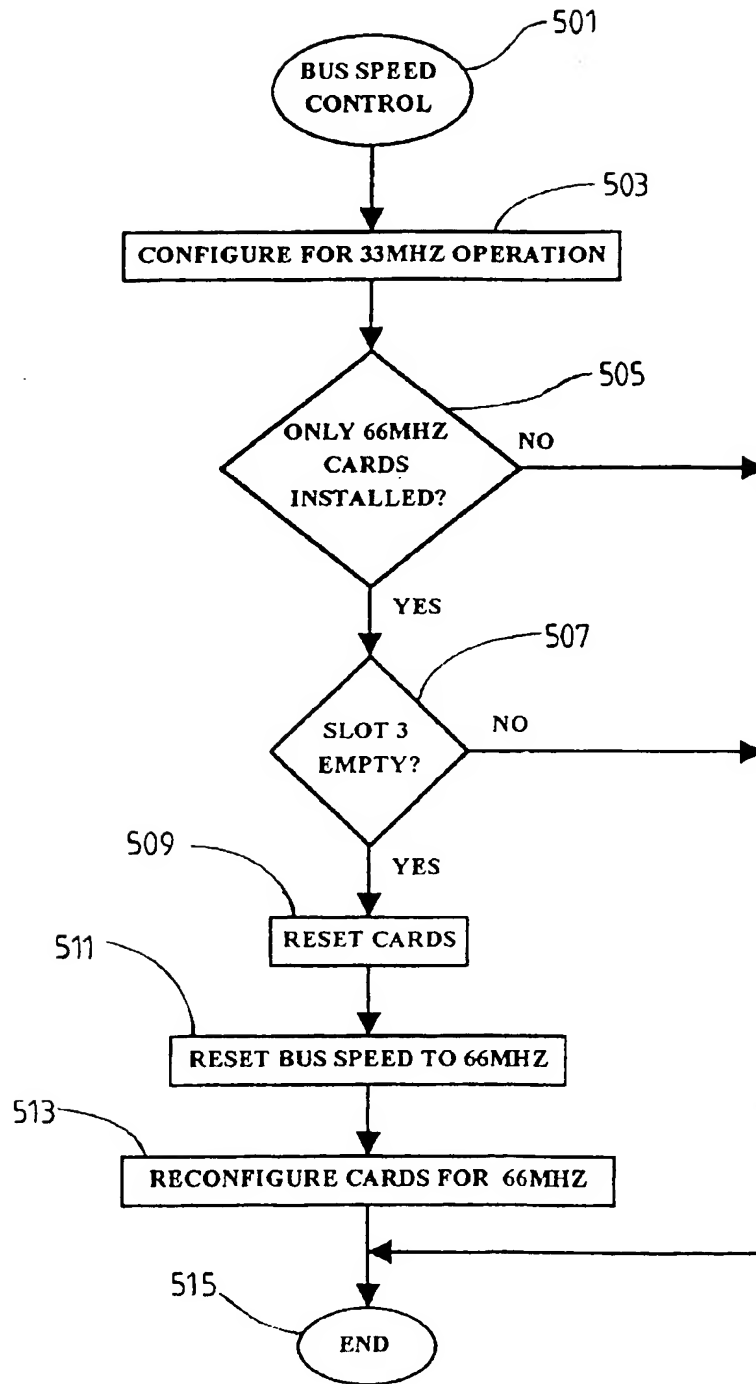 501
BUS SPEED
CONTROL
503
CONFIGURE FOR 33MHZ OPERATION
505
ONLY 66MHZ
CARDS
INSTALLED?
NO
YES
507
SLOT 3
EMPTY?
NO
YES
509
RESET CARDS
511
RESET BUS SPEED TO 66MHZ
513
RECONFIGURE CARDS FOR 66MHZ
515
END